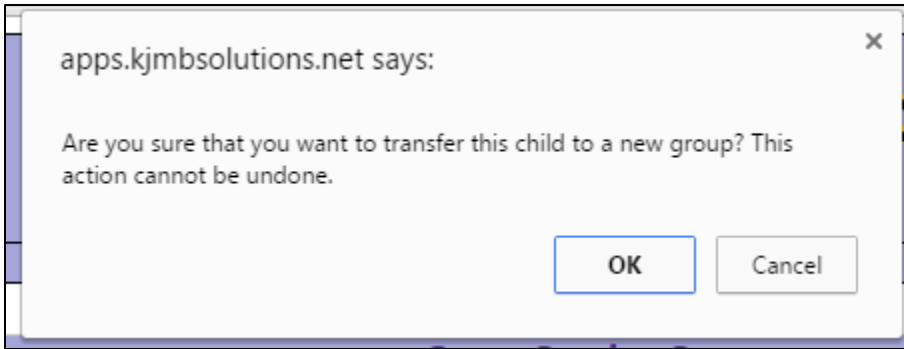 apps.kjmbsolutions.net says:
Are you sure that you want to transfer this child to a new group? This
action cannot be undone.
OK
Cancel